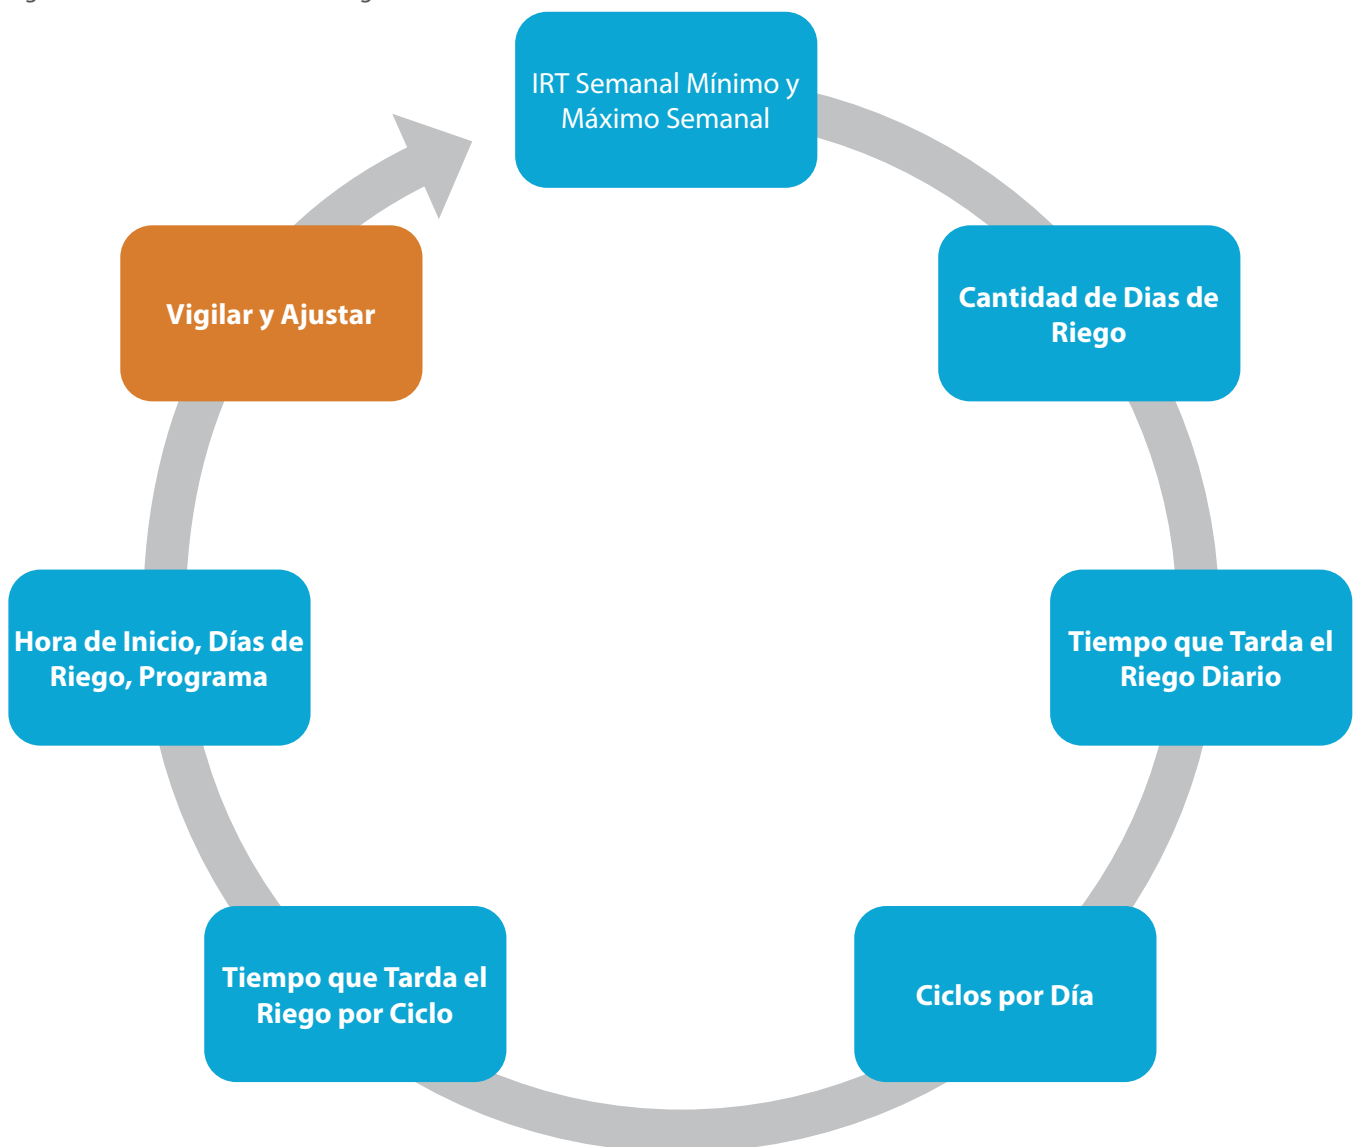 IRT Semanal Mínimo y
Máximo Semanal
Cantidad de Dias de
Riego
Tiempo que Tarda el
Riego Diario
Ciclos por Día
Tiempo que Tarda el
Riego por Ciclo
Hora de Inicio, Días de
Riego, Programa
Vigilar y Ajustar